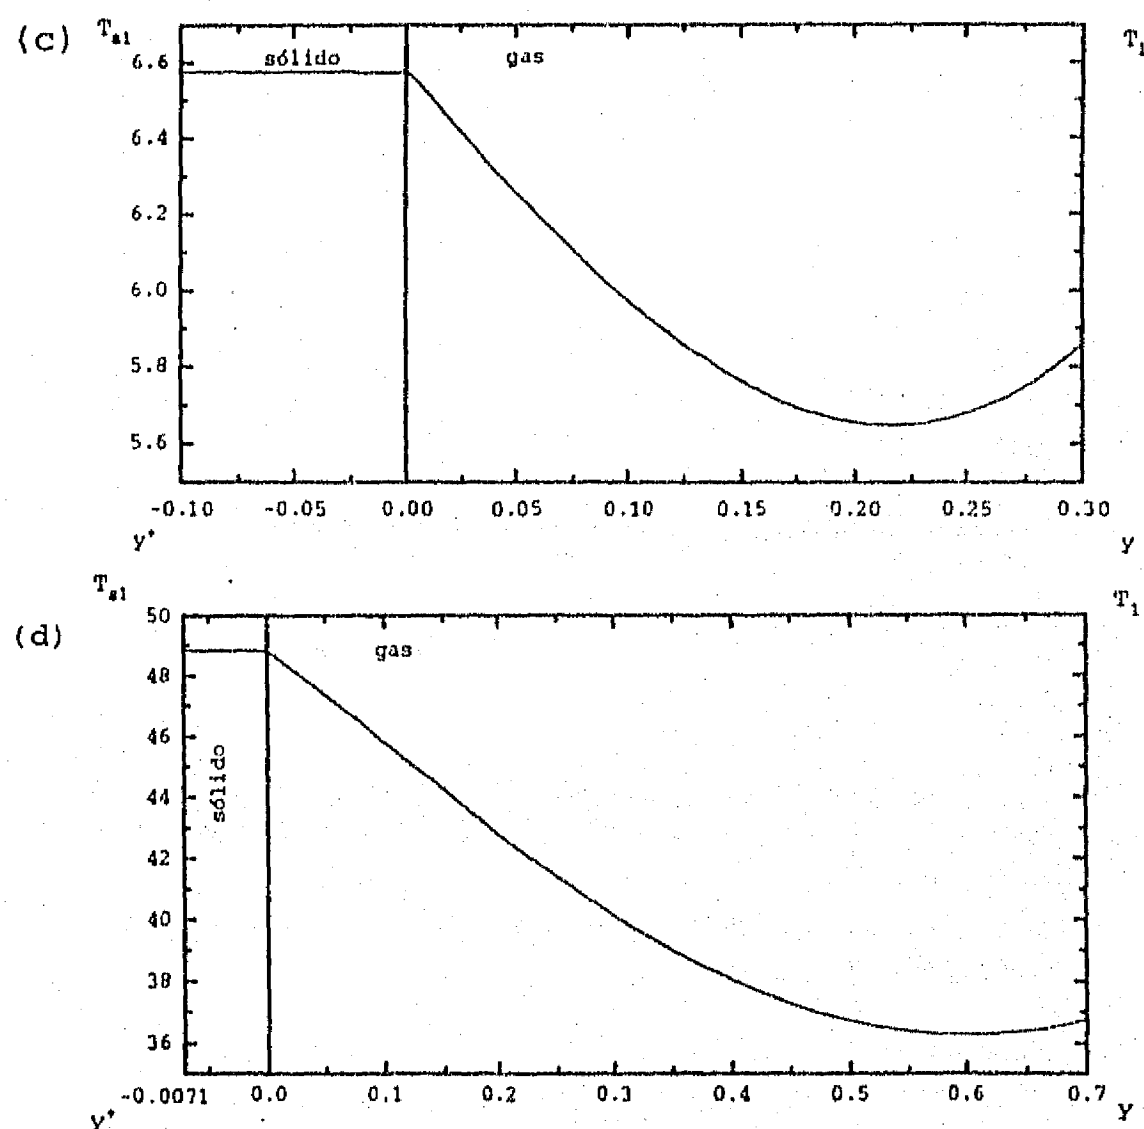 (c) T_s1 T_1
sólido gas
6.6
6.4
6.2
6.0
5.8
5.6
-0.10 -0.05 0.00 0.05 0.10 0.15 0.20 0.25 0.30
y⁺ y
T_s1 T_1
(d) 50
gas
48
46
sólido
44
42
40
38
36
-0.0071 0.0 0.1 0.2 0.3 0.4 0.5 0.6 0.7
y⁺ y